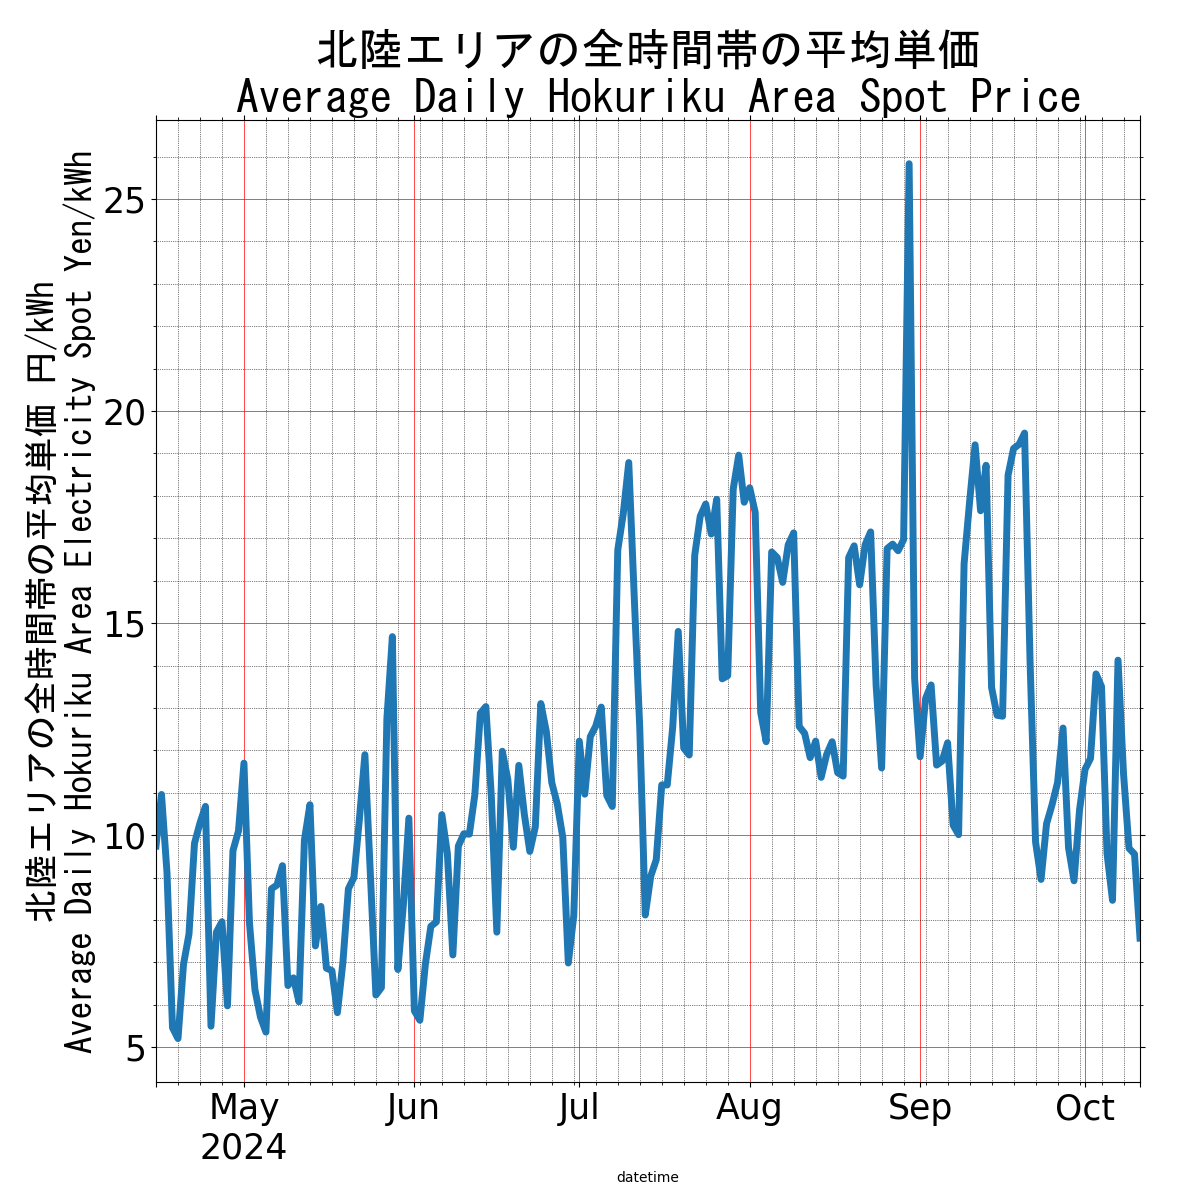 北陸エリアの全時間帯の平均単価
Average Daily Hokuriku Area Spot Price
北陸エリアの全時間帯の平均単価 円/kWh
Average Daily Hokuriku Area Electricity Spot Yen/kWh
25
20
15
10
5
May
2024
Jun
Jul
Aug
Sep
Oct
datetime